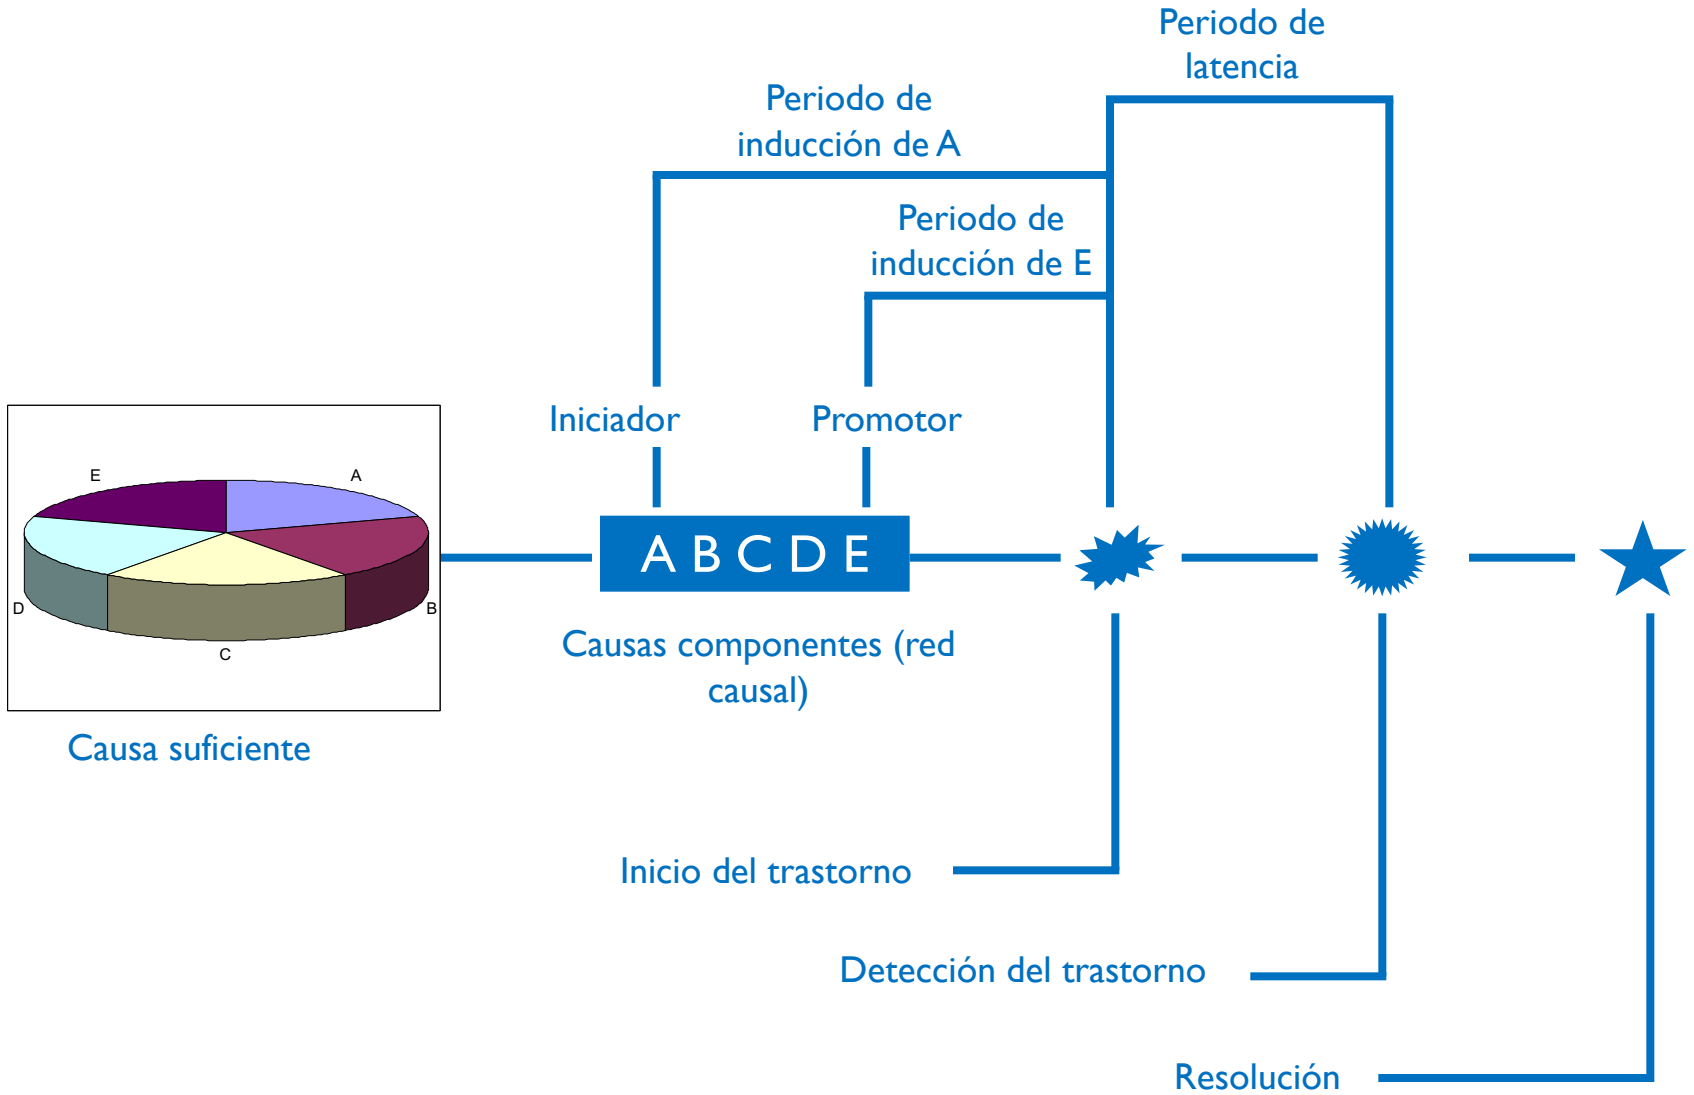 Periodo de
latencia
Periodo de
inducción de A
Periodo de
inducción de E
Iniciador
Promotor
E
A
D
B
C
A B C D E
Causas componentes (red
causal)
Causa suficiente
Inicio del trastorno
Detección del trastorno
Resolución